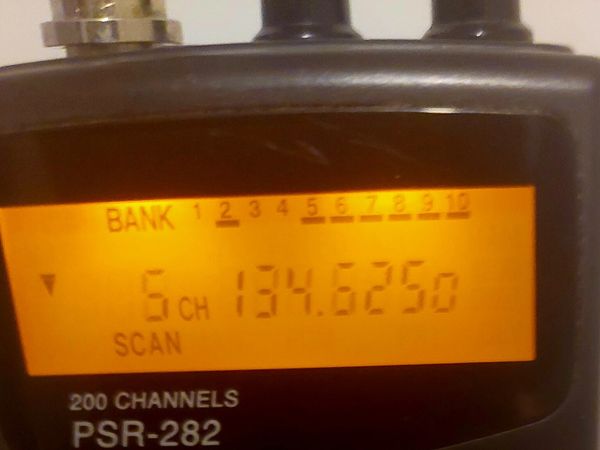 BANK 1 2 3 4 5 6 7 8 9 10
6 CH 134.6250
SCAN
200 CHANNELS
PSR-282